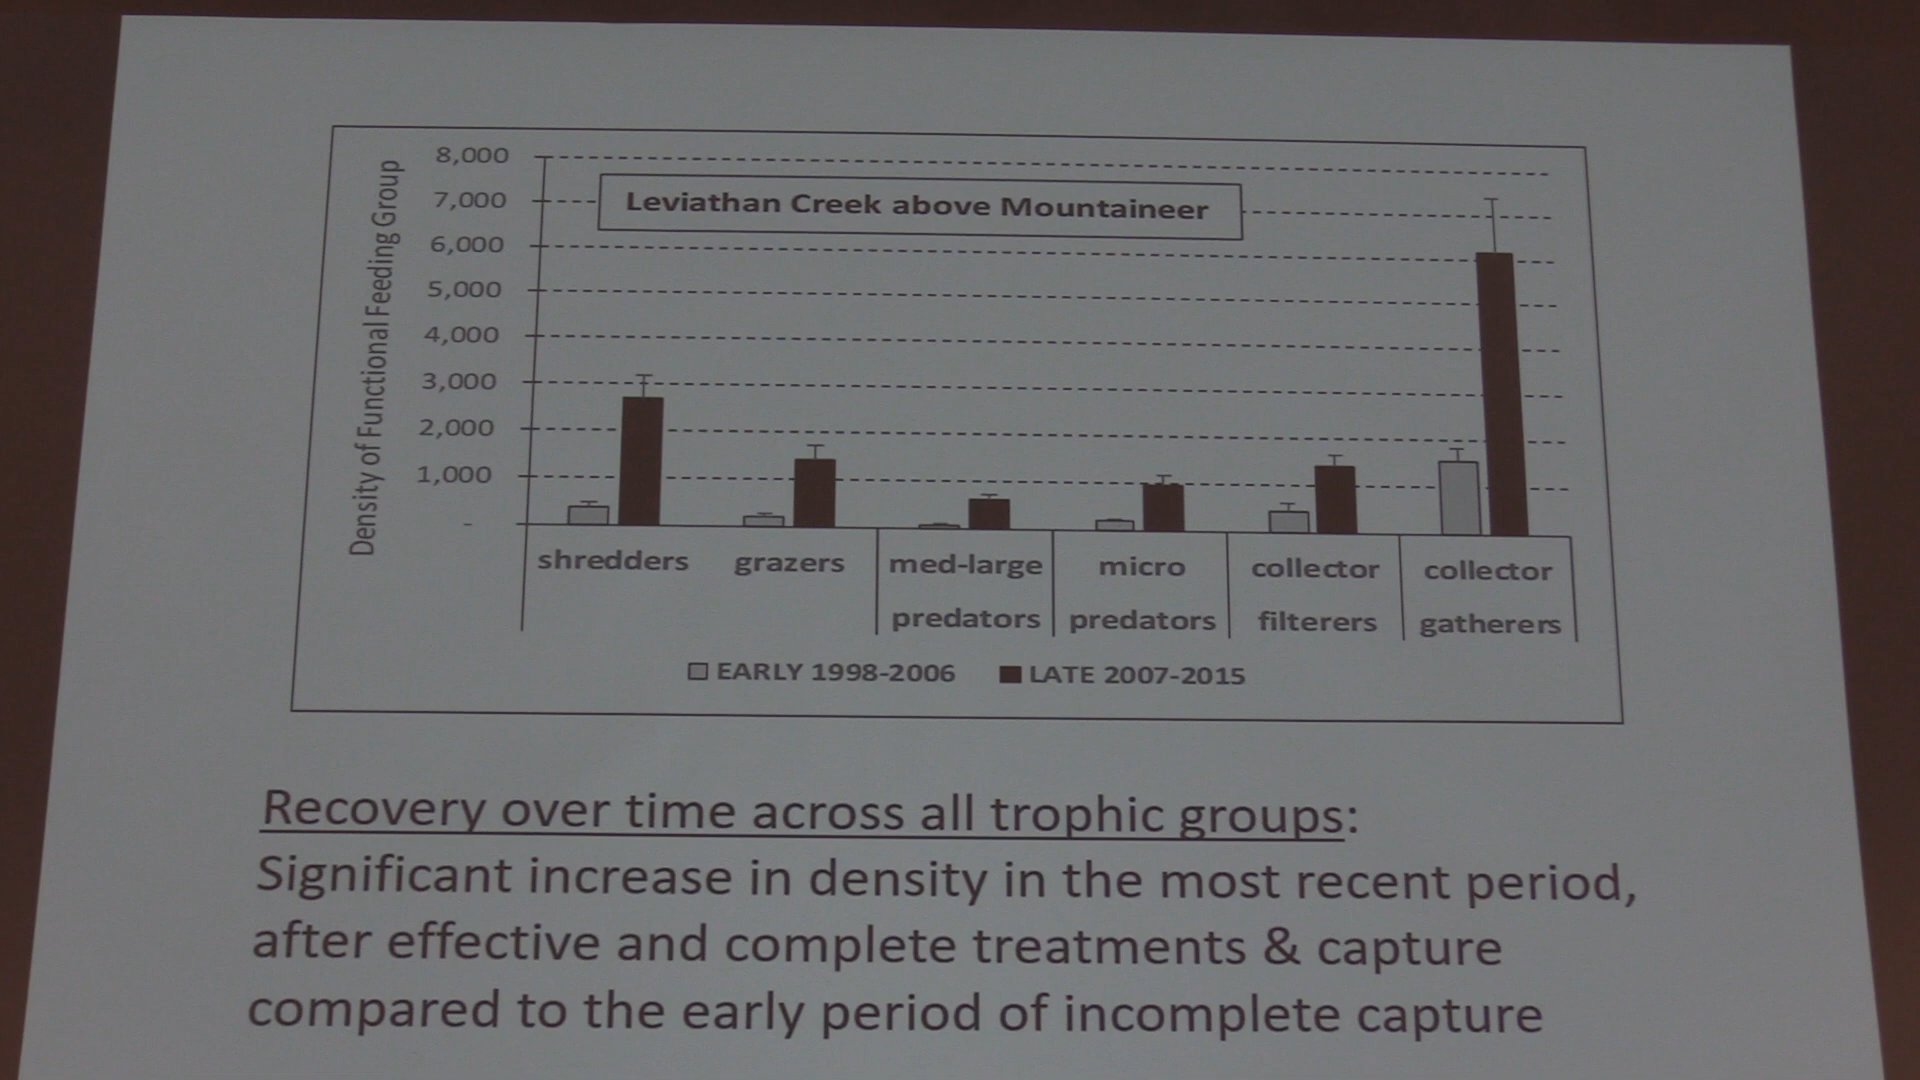 Density of Functional Feeding Group
8,000
7,000
6,000
5,000
4,000
3,000
2,000
1,000
-
Leviathan Creek above Mountaineer
shredders
grazers
med-large
predators
micro
predators
collector
filterers
collector
gatherers
EARLY 1998-2006
LATE 2007-2015
Recovery over time across all trophic groups:
Significant increase in density in the most recent period,
after effective and complete treatments & capture
compared to the early period of incomplete capture